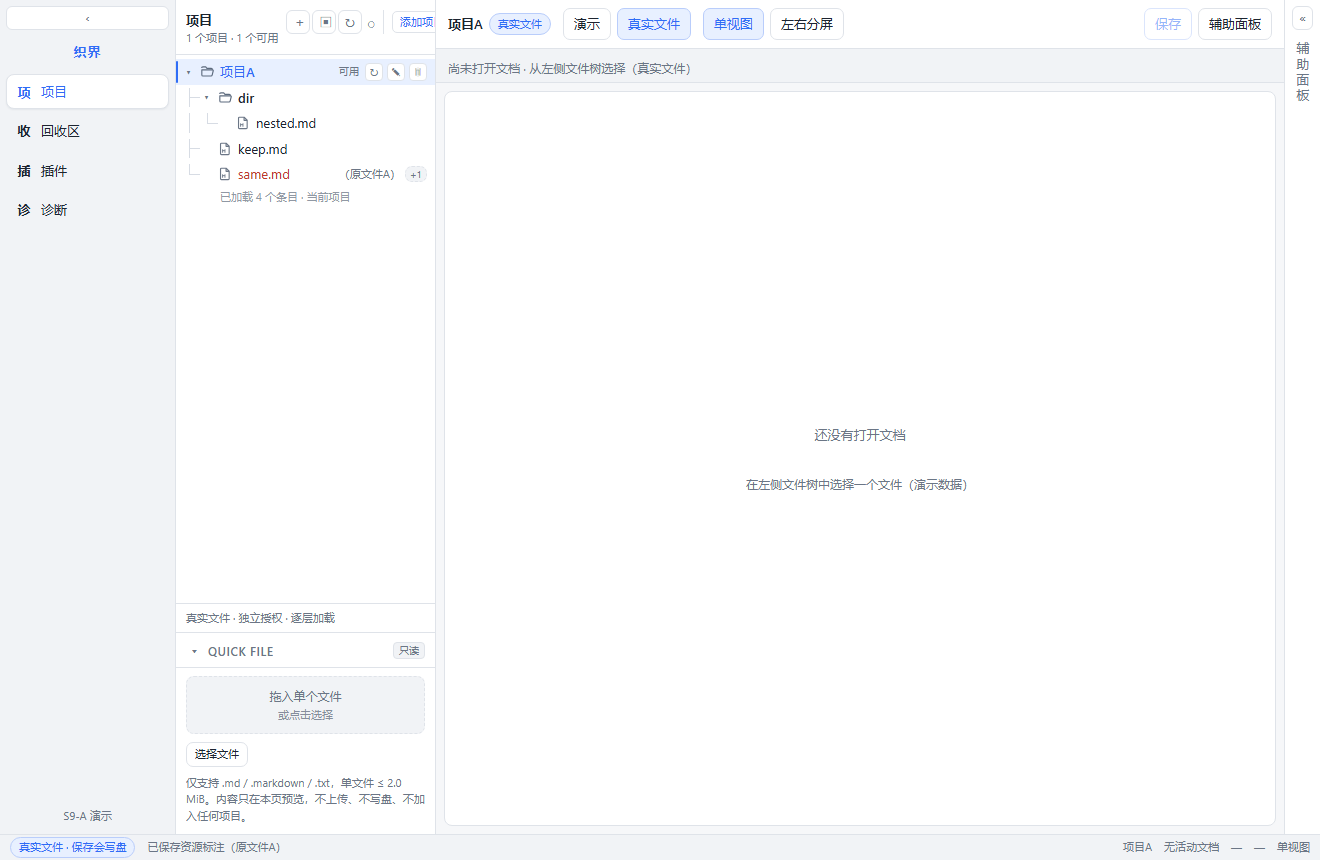 ‹
织界
项 项目
收 回收区
插 插件
诊 诊断
S9-A 演示
项目
1 个项目 · 1 个可用
+ ↻ ○ 添加项
项目A 可用 ↻
dir
nested.md
keep.md
same.md （原文件A） +1
已加载 4 个条目 · 当前项目
真实文件 · 独立授权 · 逐层加载
QUICK FILE 只读
拖入单个文件
或点击选择
选择文件
仅支持 .md / .markdown / .txt，单文件 ≤ 2.0
MiB。内容只在本页预览，不上传、不写盘、不加
入任何项目。
项目A 真实文件 演示 真实文件 单视图 左右分屏 保存 辅助面板
尚未打开文档 · 从左侧文件树选择（真实文件）
还没有打开文档
在左侧文件树中选择一个文件（演示数据）
«
辅助面板
真实文件 · 保存会写盘 已保存资源标注（原文件A） 项目A 无活动文档 — — 单视图